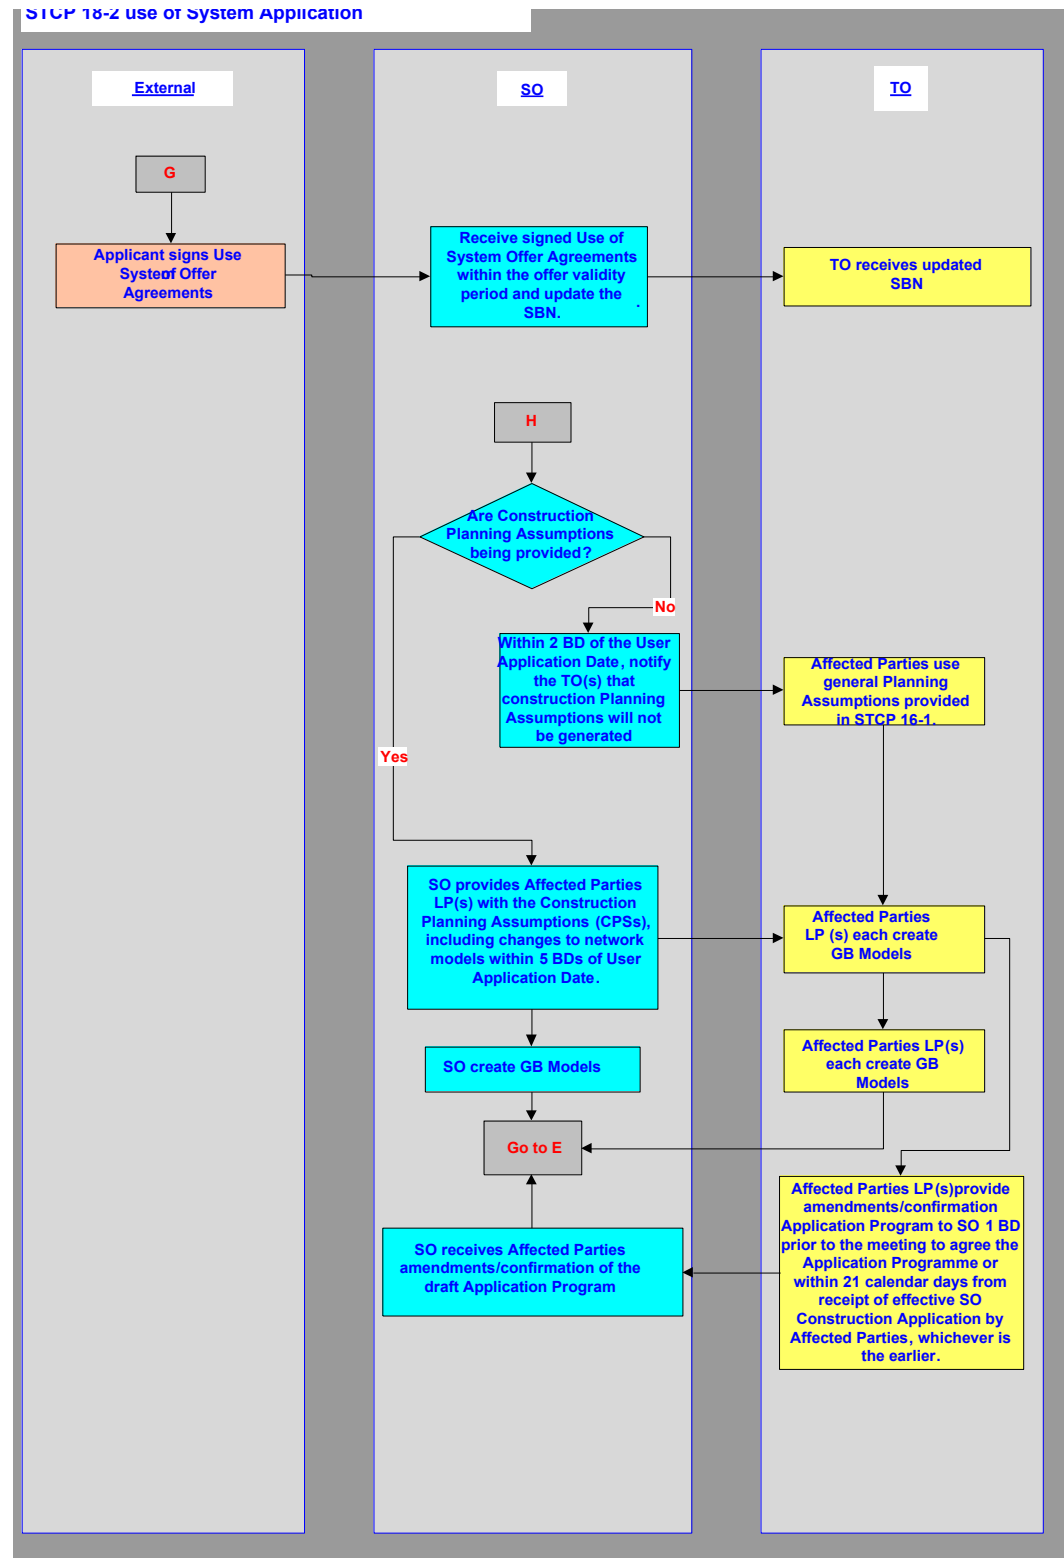 STCP 18-2 use of System Application
External
SO
TO
G
Applicant signs Use
of System Offer
Agreements
Receive signed Use of
System Offer Agreements
within the offer validity
period and update the
SBN.
.
TO receives updated
SBN
H
Are Construction
Planning Assumptions
being provided?
No
Within 2 BD of the User
Application Date, notify
the TO(s) that
construction Planning
Assumptions will not
be generated
Affected Parties use
general Planning
Assumptions provided
in STCP 16-1.
Yes
SO provides Affected Parties
LP(s) with the Construction
Planning Assumptions (CPSs),
including changes to network
models within 5 BDs of User
Application Date.
Affected Parties
LP (s) each create
GB Models
SO create GB Models
Affected Parties LP(s)
each create GB
Models
Go to E
SO receives Affected Parties
amendments/confirmation of the
draft Application Program
Affected Parties LP(s)provide
amendments/confirmation
Application Program to SO 1 BD
prior to the meeting to agree the
Application Programme or
within 21 calendar days from
receipt of effective SO
Construction Application by
Affected Parties, whichever is
the earlier.